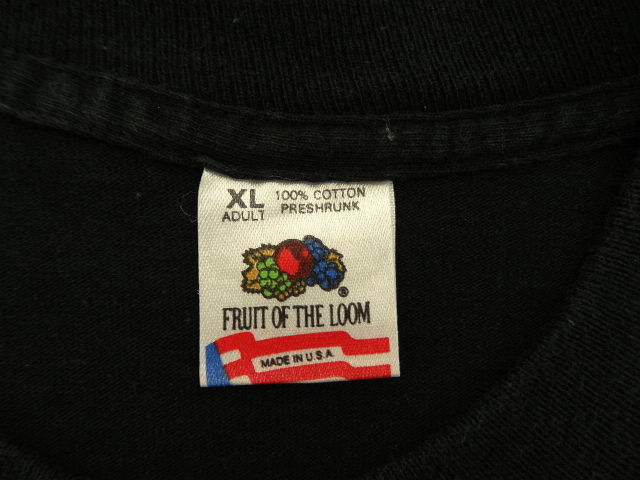 XL 100% COTTON
ADULT PRESHRUNK
®
FRUIT OF THE LOOM
MADE IN U.S.A.